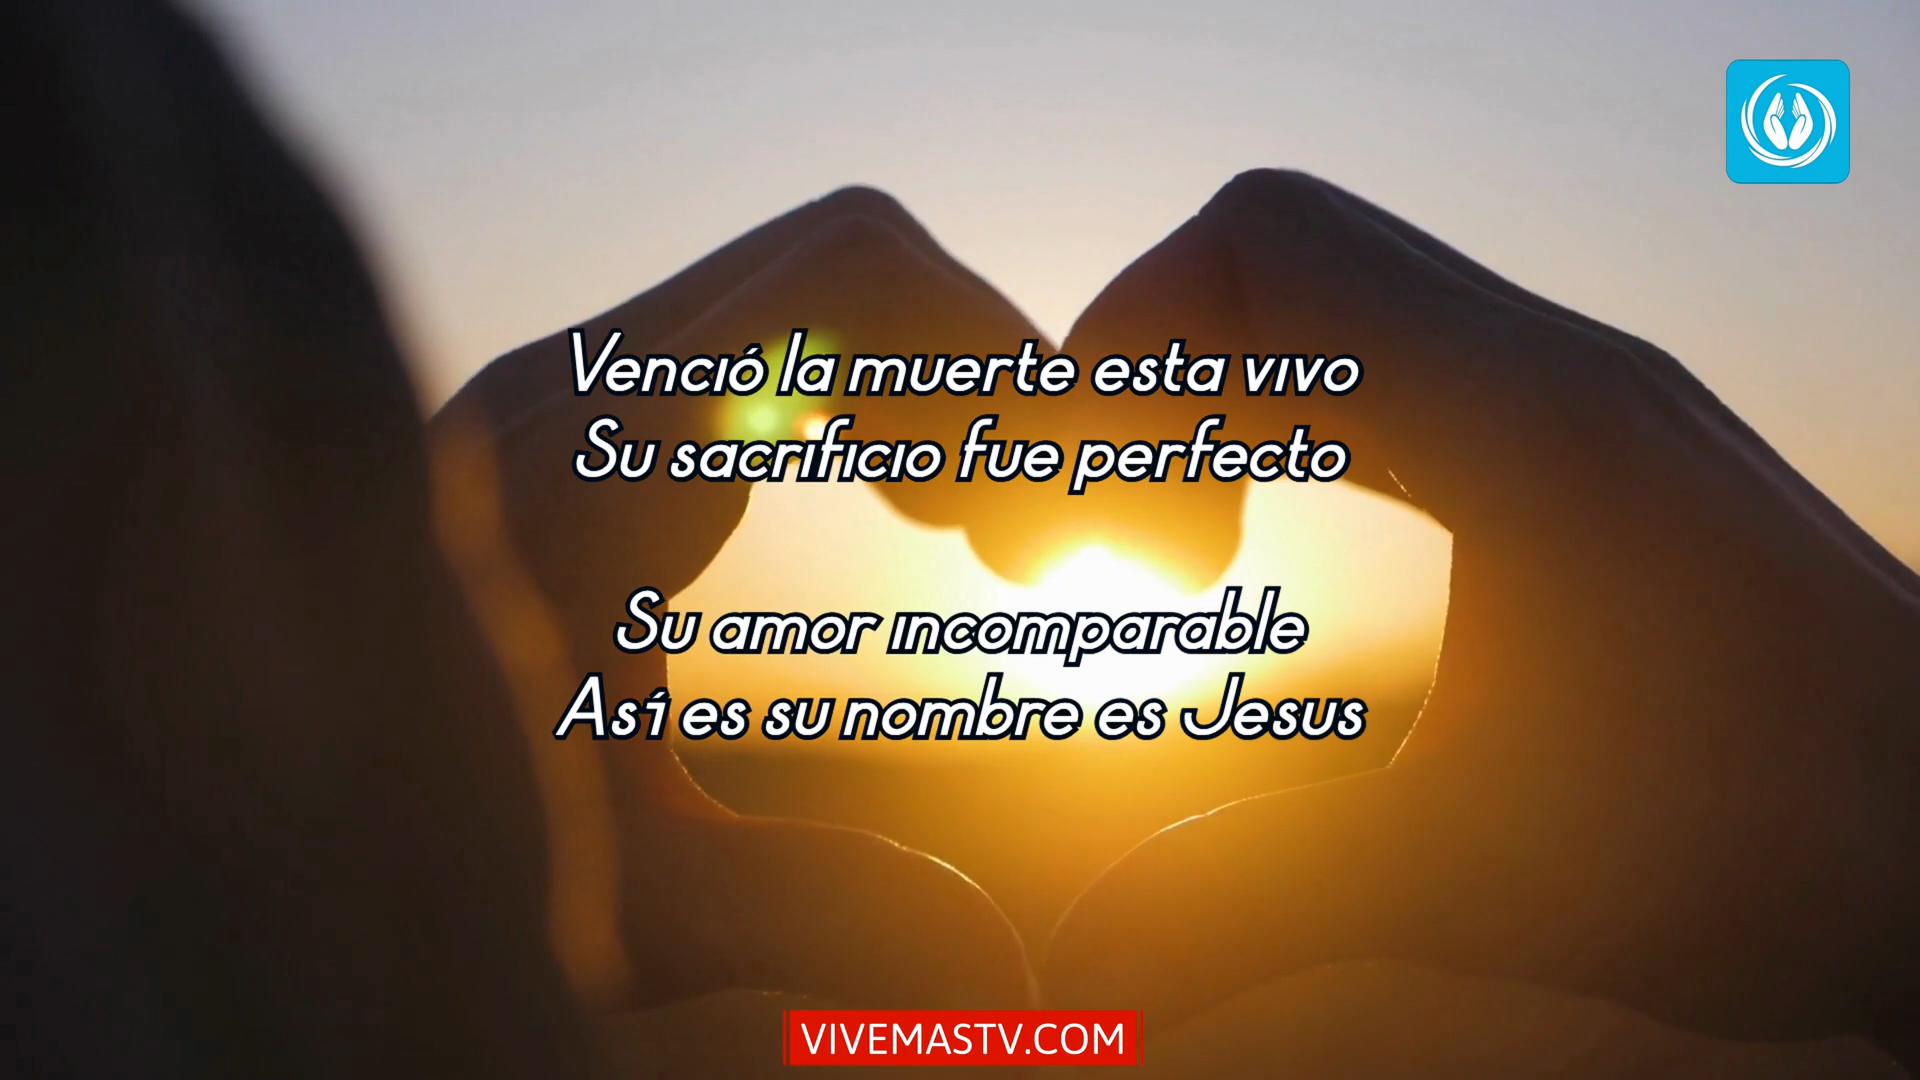 Venció la muerte esta vivo
Su sacrificio fue perfecto
Su amor incomparable
Así es su nombre es Jesus
VIVEMASTV.COM